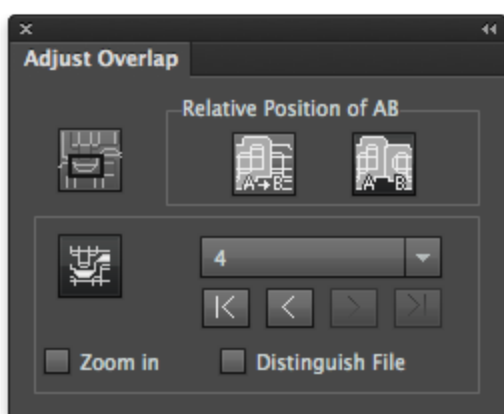 Adjust Overlap
Relative Position of AB
A→B
A B
4
Zoom in
Distinguish File